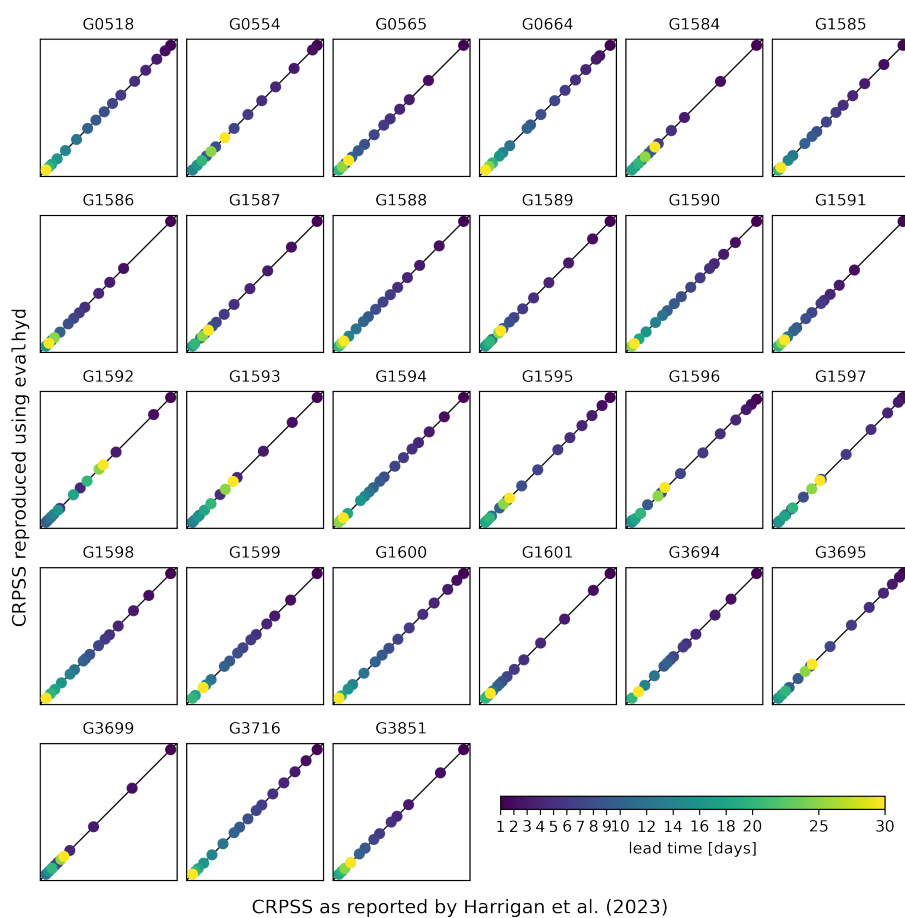 G0518 G0554 G0565 G0664 G1584 G1585
G1586 G1587 G1588 G1589 G1590 G1591
G1592 G1593 G1594 G1595 G1596 G1597
G1598 G1599 G1600 G1601 G3694 G3695
G3699 G3716 G3851
CRPSS reproduced using evalhyd
1 2 3 4 5 6 7 8 9 10 12 14 16 18 20 25 30
lead time [days]
CRPSS as reported by Harrigan et al. (2023)